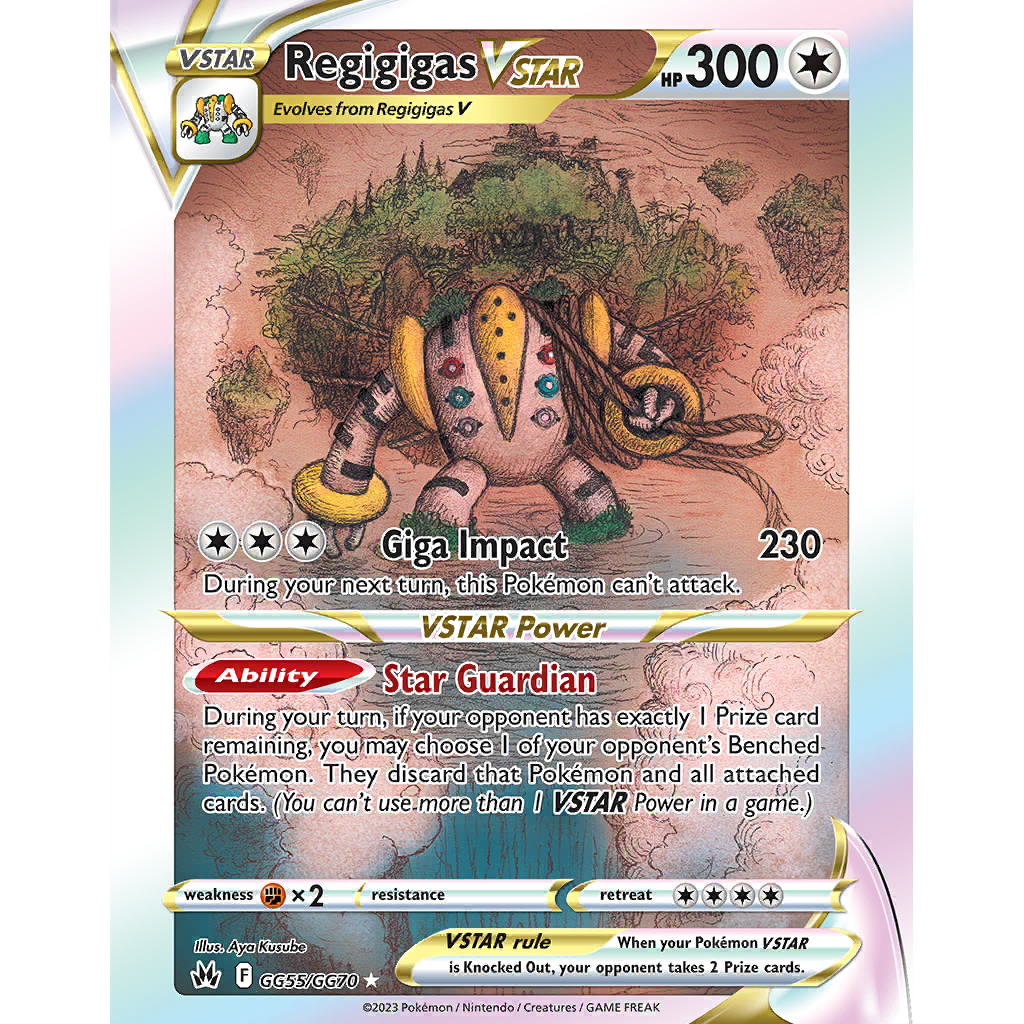 VSTAR
Regigigas VSTAR
HP 300
Evolves from Regigigas V
Giga Impact 230
During your next turn, this Pokémon can't attack.
VSTAR Power
Ability Star Guardian
During your turn, if your opponent has exactly 1 Prize card
remaining, you may choose 1 of your opponent's Benched
Pokémon. They discard that Pokémon and all attached
cards. (You can't use more than 1 VSTAR Power in a game.)
weakness ×2 resistance retreat
Illus. Aya Kusube
VSTAR rule When your Pokémon VSTAR
is Knocked Out, your opponent takes 2 Prize cards.
F GG55/GG70
©2023 Pokémon / Nintendo / Creatures / GAME FREAK